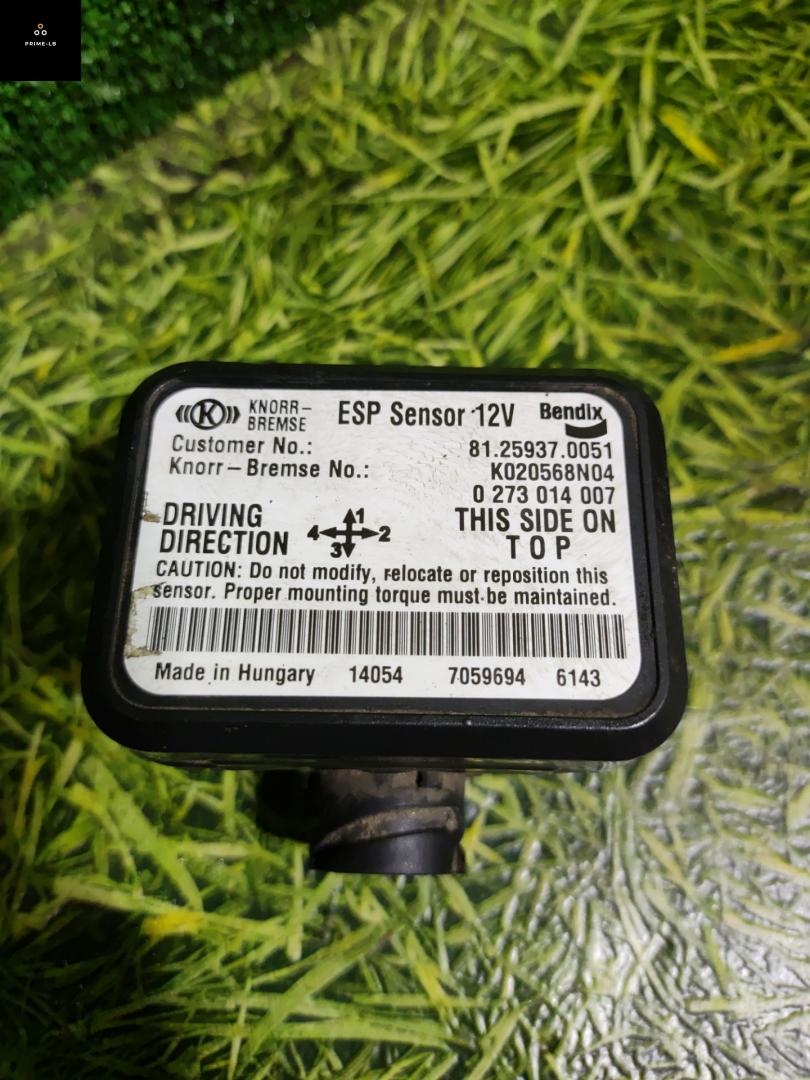 PRIME-LB
K KNORR-
BREMSE
ESP Sensor 12V
Bendix
Customer No.: 81.25937.0051
Knorr-Bremse No.: K020568N04
0 273 014 007
DRIVING
DIRECTION
1
4 2
3
THIS SIDE ON
TOP
CAUTION: Do not modify, relocate or reposition this
sensor. Proper mounting torque must be maintained.
Made in Hungary 14054 7059694 6143